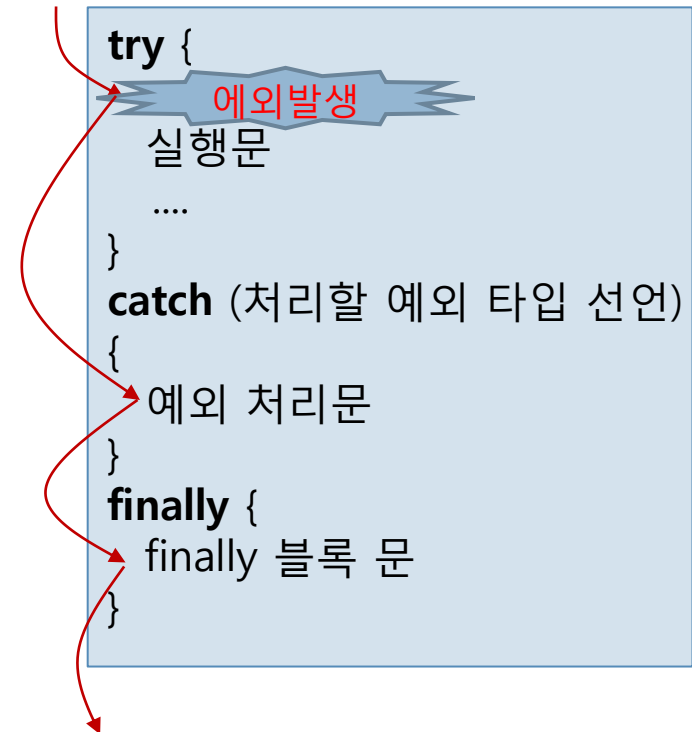 try {
에외발생
실행문
....
}
catch (처리할 예외 타입 선언)
{
예외 처리문
}
finally {
finally 블록 문
}